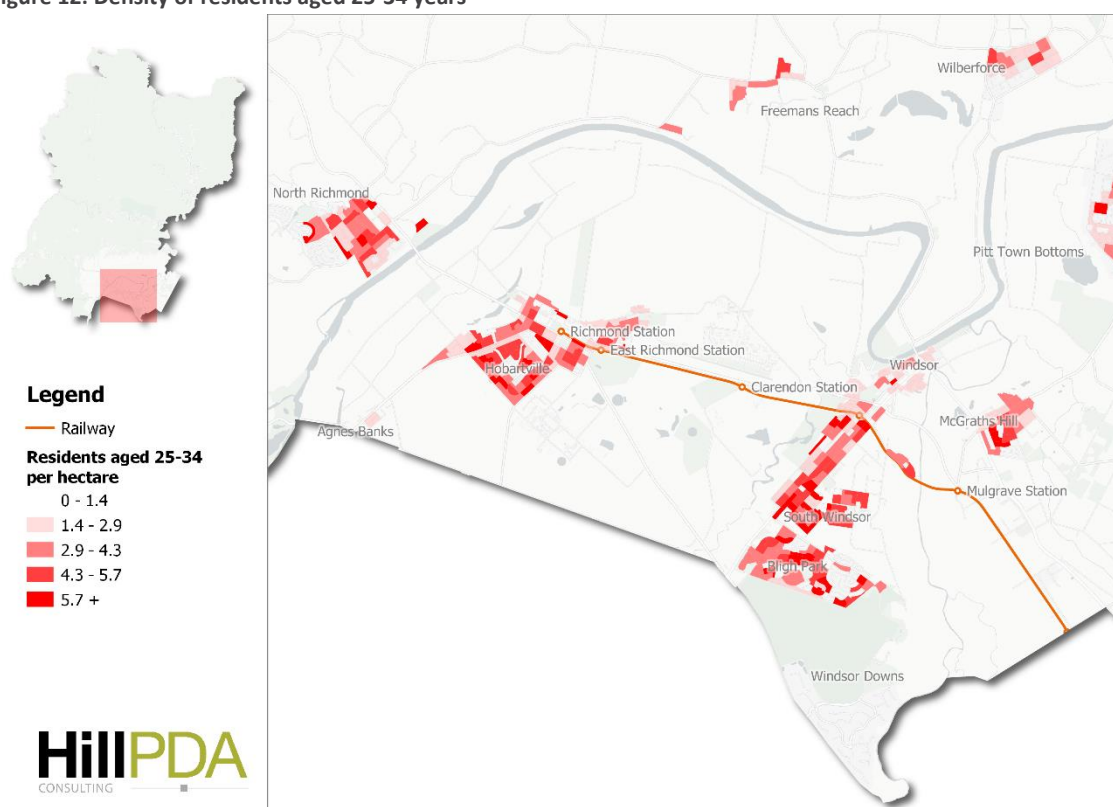 Figure 12: Density of residents aged 25-34 years
Wilberforce
Freemans Reach
North Richmond
Pitt Town Bottoms
Richmond Station
East Richmond Station
Hobartville
Windsor
Clarendon Station
McGraths Hill
Agnes Banks
Mulgrave Station
South Windsor
Bligh Park
Windsor Downs
Legend
Railway
Residents aged 25-34
per hectare
0 - 1.4
1.4 - 2.9
2.9 - 4.3
4.3 - 5.7
5.7 +
HillPDA
CONSULTING